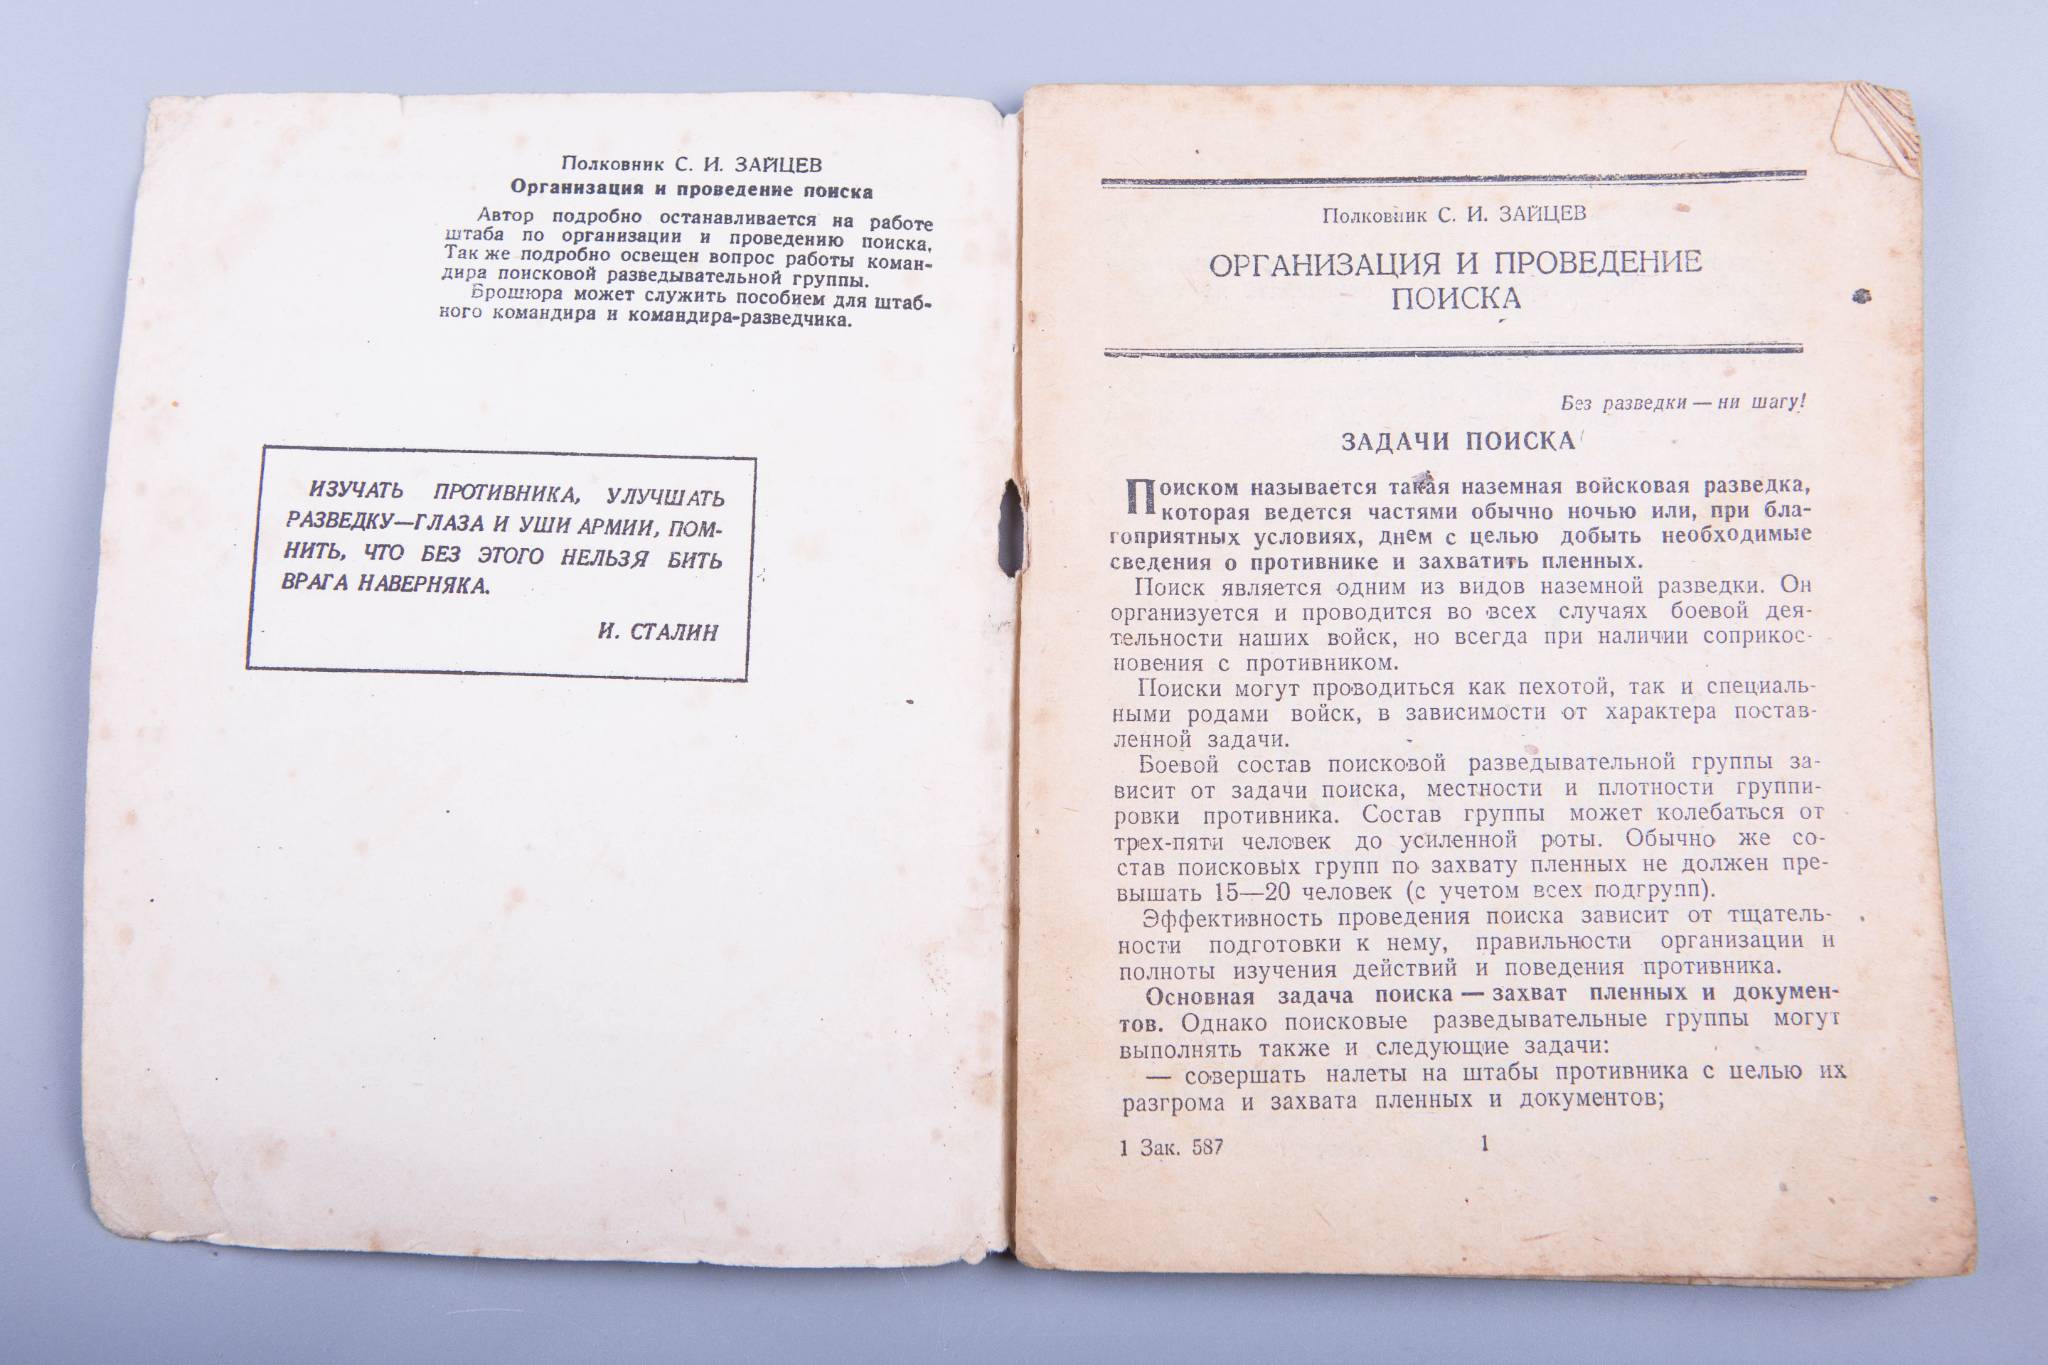 Полковник С. И. ЗАЙЦЕВ
Организация и проведение поиска
Автор подробно останавливается на работе
штаба по организации и проведению поиска.
Так же подробно освещен вопрос работы коман-
дира поисковой разведывательной группы.
Брошюра может служить пособием для штаб-
ного командира и командира-разведчика.
ИЗУЧАТЬ ПРОТИВНИКА, УЛУЧШАТЬ
РАЗВЕДКУ—ГЛАЗА И УШИ АРМИИ, ПОМ-
НИТЬ, ЧТО БЕЗ ЭТОГО НЕЛЬЗЯ БИТЬ
ВРАГА НАВЕРНЯКА.
И. СТАЛИН
Полковник С. И. ЗАЙЦЕВ
ОРГАНИЗАЦИЯ И ПРОВЕДЕНИЕ
ПОИСКА
Без разведки — ни шагу!
ЗАДАЧИ ПОИСКА
Поиском называется такая наземная войсковая разведка,
которая ведется частями обычно ночью или, при бла-
гоприятных условиях, днем с целью добыть необходимые
сведения о противнике и захватить пленных.
Поиск является одним из видов наземной разведки. Он
организуется и проводится во всех случаях боевой дея-
тельности наших войск, но всегда при наличии соприкос-
новения с противником.
Поиски могут проводиться как пехотой, так и специаль-
ными родами войск, в зависимости от характера постав-
ленной задачи.
Боевой состав поисковой разведывательной группы за-
висит от задачи поиска, местности и плотности группи-
ровки противника. Состав группы может колебаться от
трех-пяти человек до усиленной роты. Обычно же со-
став поисковых групп по захвату пленных не должен пре-
вышать 15—20 человек (с учетом всех подгрупп).
Эффективность проведения поиска зависит от тщатель-
ности подготовки к нему, правильности организации и
полноты изучения действий и поведения противника.
Основная задача поиска — захват пленных и докумен-
тов. Однако поисковые разведывательные группы могут
выполнять также и следующие задачи:
— совершать налеты на штабы противника с целью их
разгрома и захвата пленных и документов;
1 Зак. 587
1